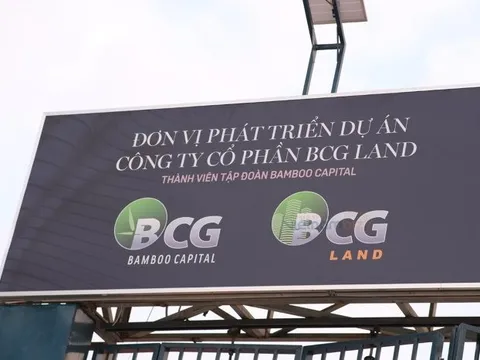 ĐƠN VỊ PHÁT TRIỂN DỰ ÁN
CÔNG TY CỔ PHẦN BCG LAND
THÀNH VIÊN TẬP ĐOÀN BAMBOO CAPITAL
BCG
BAMBOO CAPITAL
BCG
LAND